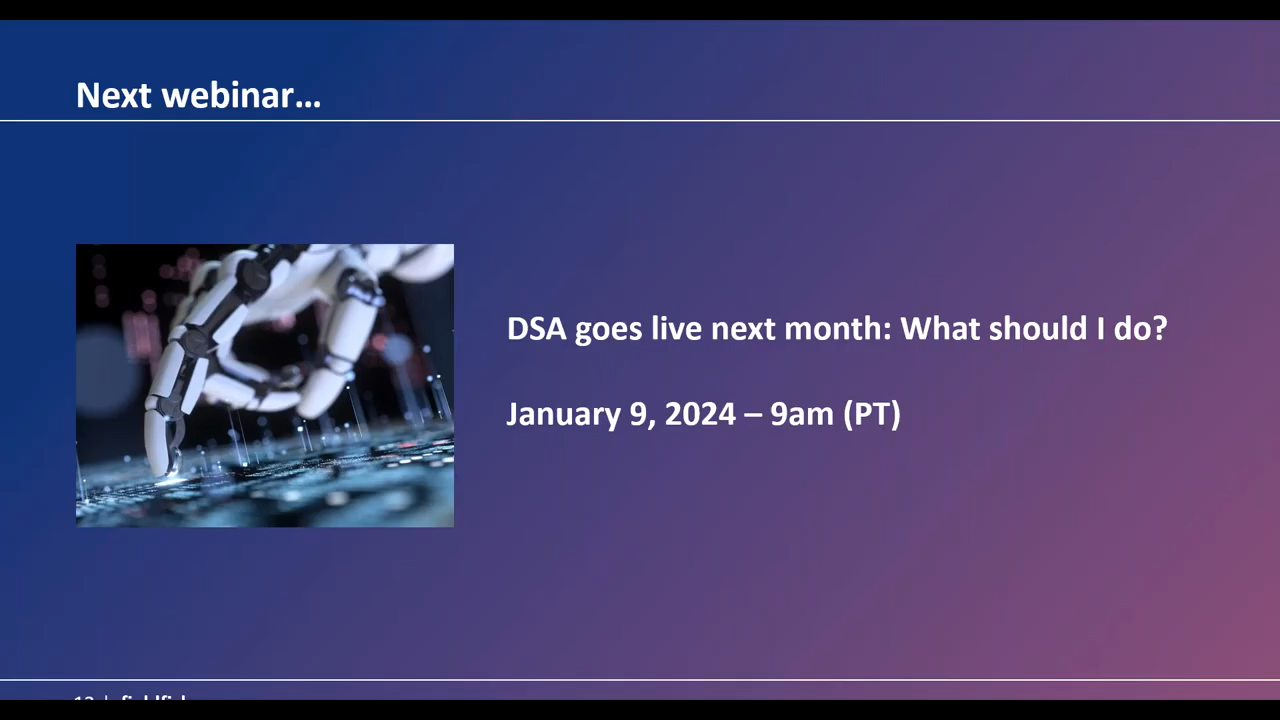 Next webinar...
DSA goes live next month: What should I do?
January 9, 2024 – 9am (PT)